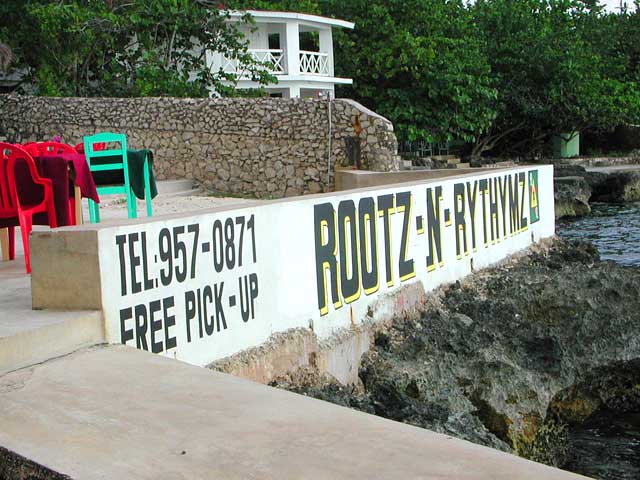 TEL: 957-0871
FREE PICK-UP
ROOTZ-N-RYTHYMZ